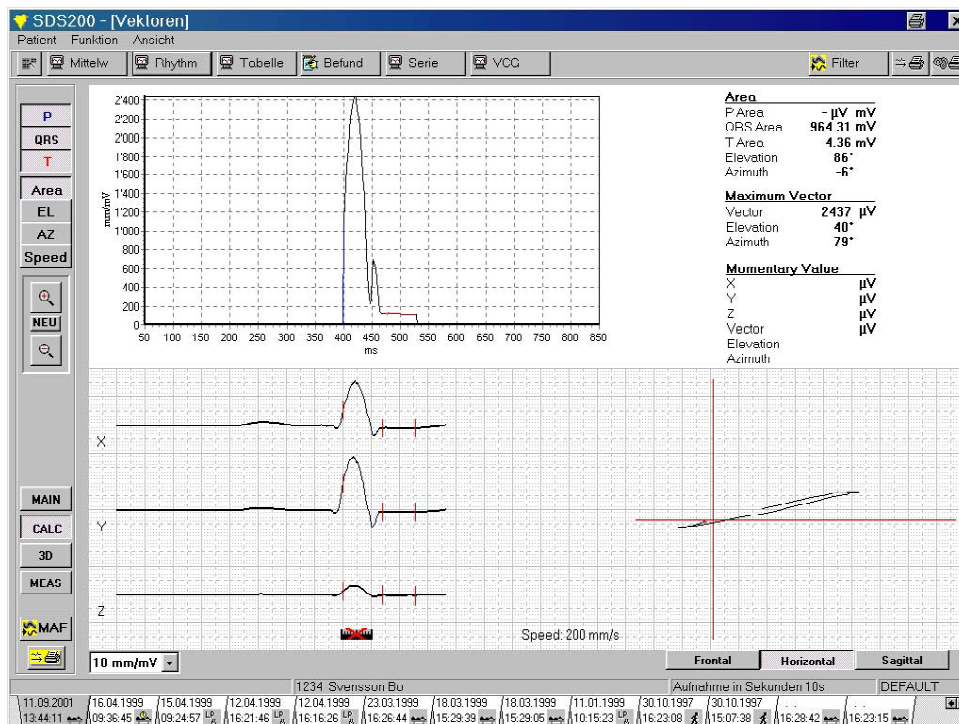 SDS200 - [Vektoren]
Patient Funktion Ansicht
Mittelw Rhythm Tabelle Befund Serie VCG Filter
P
QRS
T
Area
EL
AZ
Speed
NEU
MAIN
CALC
3D
MEAS
MAF
mm/mV
2'400
2'200
2'000
1'800
1'600
1'400
1'200
1'000
800
600
400
200
0
50 100 150 200 250 300 350 400 450 500 550 600 650 700 750 800 850
ms
Area
P Area - µV mV
QRS Area 964.31 mV
T Area 4.36 mV
Elevation 86°
Azimuth -6°
Maximum Vector
Vector 2437 µV
Elevation 40°
Azimuth 79°
Momentary Value
X µV
Y µV
Z µV
Vector µV
Elevation
Azimuth
X
Y
Z
Speed: 200 mm/s
10 mm/mV
Frontal Horizontal Sagittal
1234 Svensson Bo Aufnahme in Sekunden 10s DEFAULT
11.09.2001 16.04.1999 15.04.1999 12.04.1999 12.04.1999 23.03.1999 18.03.1999 18.03.1999 11.01.1999 30.10.1997 30.10.1997
13:44:11 09:36:45 09:24:57 LP 16:21:46 LP 16:16:26 LP 16:26:44 15:29:39 15:29:05 10:15:23 LP 16:23:08 15:07:38 16:28:42 16:23:15